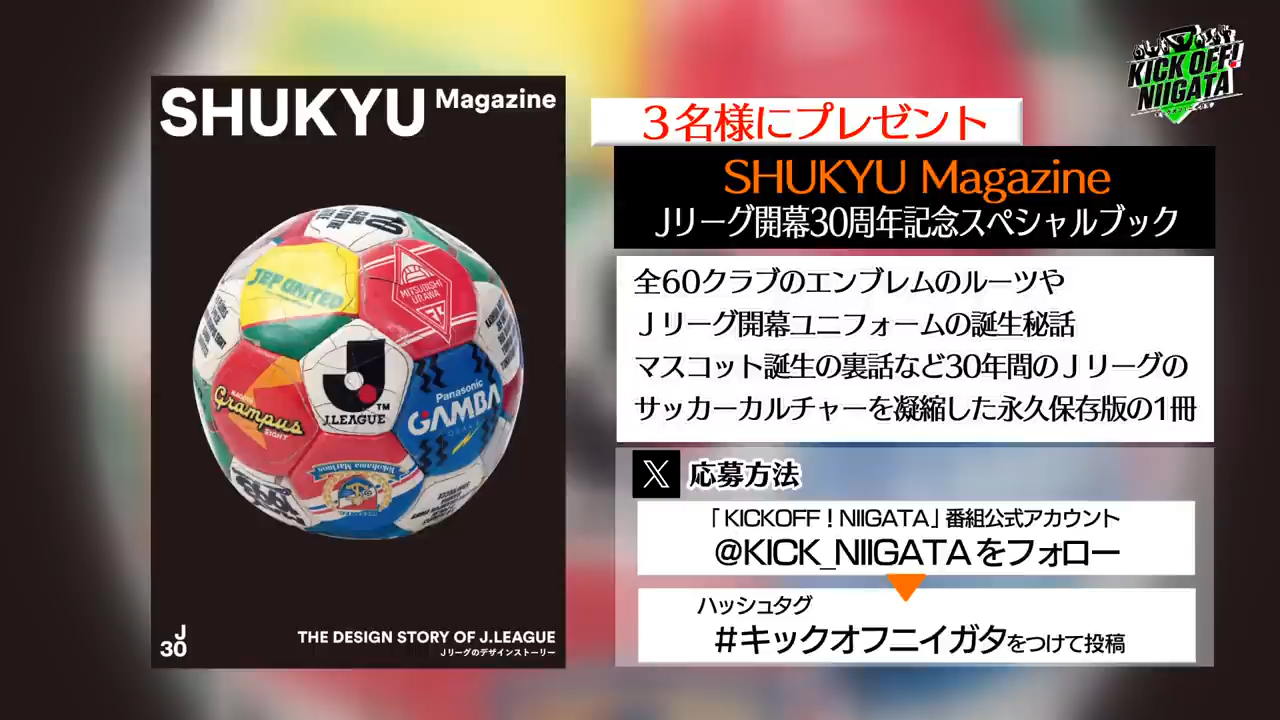 SHUKYU Magazine
JEF UNITED
MITSUBISHI
URAWA
J.LEAGUE
TM
Panasonic
GAMBA
OSAKA
NAGOYA
Grampus
EIGHT
Yokohama Marinos
J
30
THE DESIGN STORY OF J.LEAGUE
Jリーグのデザインストーリー
KICK OFF!
NIIGATA
3名様にプレゼント
SHUKYU Magazine
Jリーグ開幕30周年記念スペシャルブック
全60クラブのエンブレムのルーツや
Jリーグ開幕ユニフォームの誕生秘話
マスコット誕生の裏話など30年間のJリーグの
サッカーカルチャーを凝縮した永久保存版の1冊
X 応募方法
「KICKOFF!NIIGATA」番組公式アカウント
@KICK_NIIGATAをフォロー
ハッシュタグ
#キックオフニイガタをつけて投稿